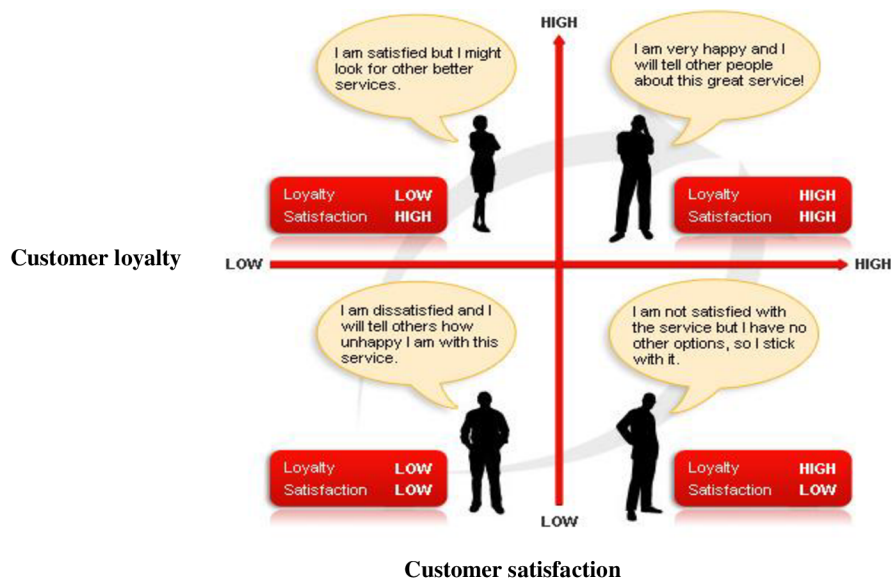 HIGH
I am satisfied but I might
look for other better
services.
I am very happy and I
will tell other people
about this great service!
Loyalty LOW
Satisfaction HIGH
Loyalty HIGH
Satisfaction HIGH
Customer loyalty
LOW
HIGH
I am dissatisfied and I
will tell others how
unhappy I am with this
service.
I am not satisfied with
the service but I have no
other options, so I stick
with it.
Loyalty LOW
Satisfaction LOW
Loyalty HIGH
Satisfaction LOW
LOW
Customer satisfaction